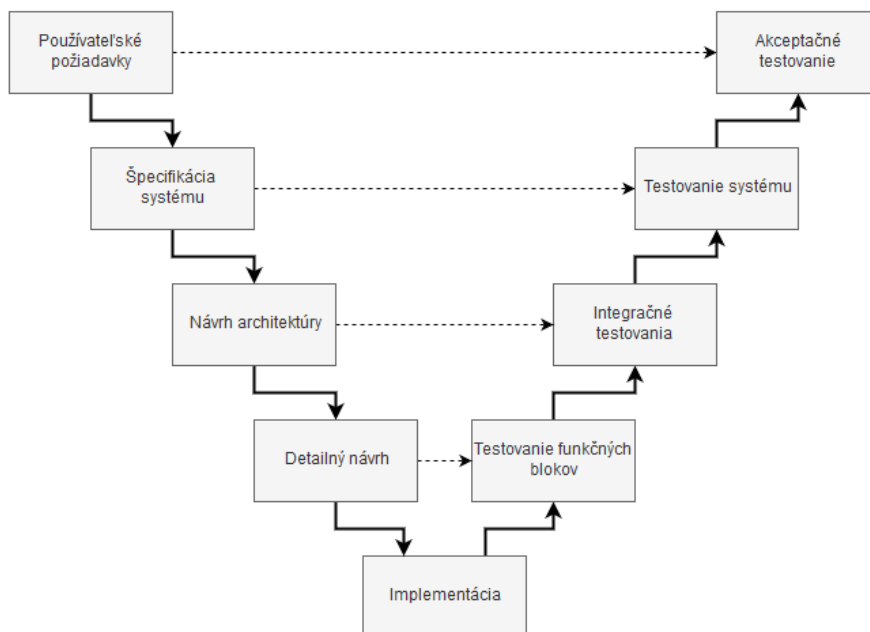 Používateľské
požiadavky
Akceptačné
testovanie
Špecifikácia
systému
Testovanie systému
Návrh architektúry
Integračné
testovania
Detailný návrh
Testovanie funkčných
blokov
Implementácia